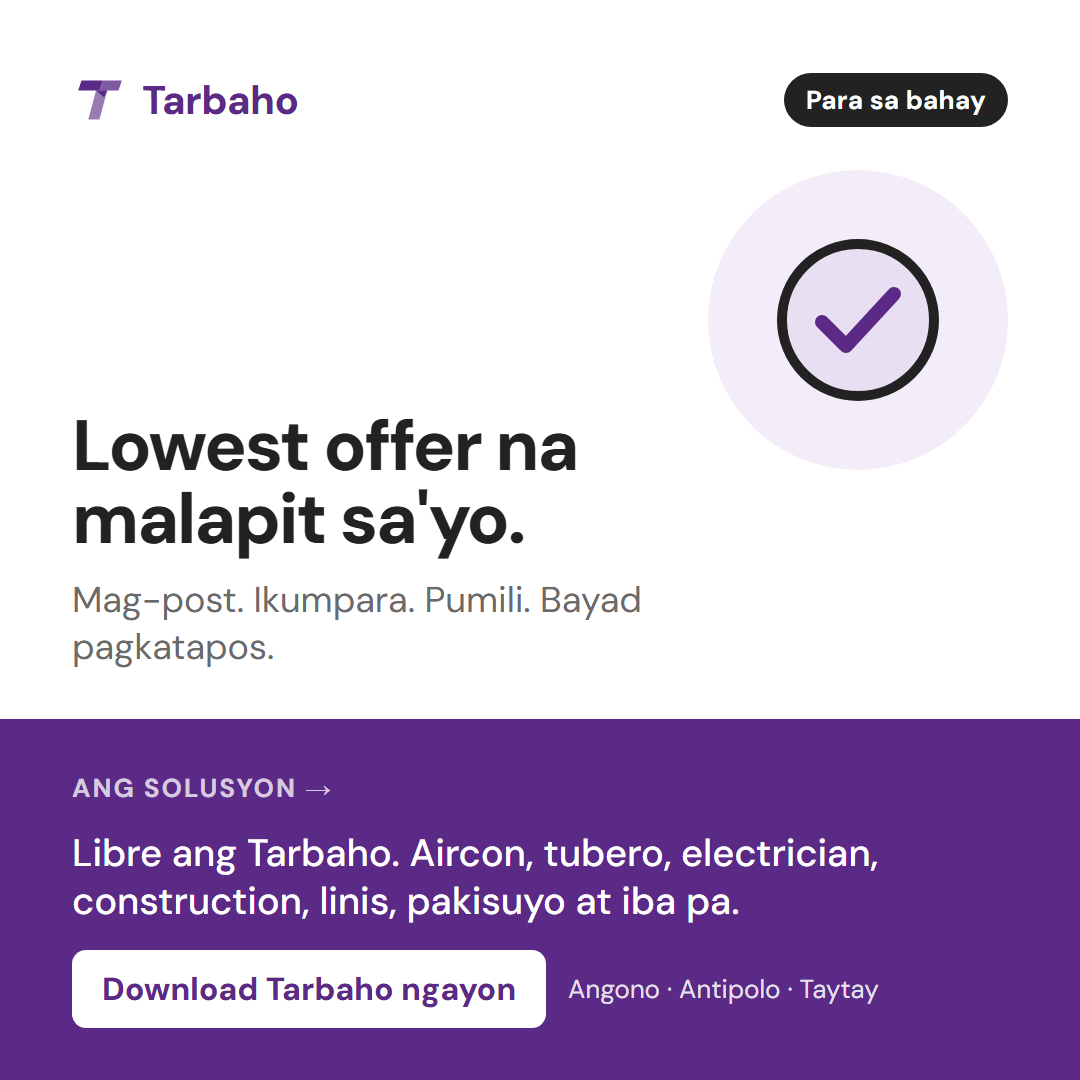 Tarbaho
Para sa bahay
Lowest offer na
malapit sa'yo.
Mag-post. Ikumpara. Pumili. Bayad
pagkatapos.
ANG SOLUSYON →
Libre ang Tarbaho. Aircon, tubero, electrician,
construction, linis, pakisuyo at iba pa.
Download Tarbaho ngayon
Angono · Antipolo · Taytay